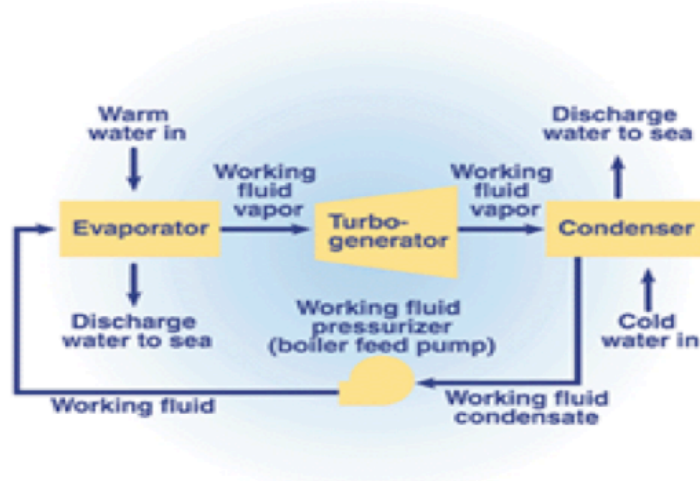 Warm
water in
Discharge
water to sea
Working
fluid
vapor
Working
fluid
vapor
Evaporator
Turbo-
generator
Condenser
Discharge
water to sea
Working fluid
pressurizer
(boiler feed pump)
Cold
water in
Working fluid
Working fluid
condensate